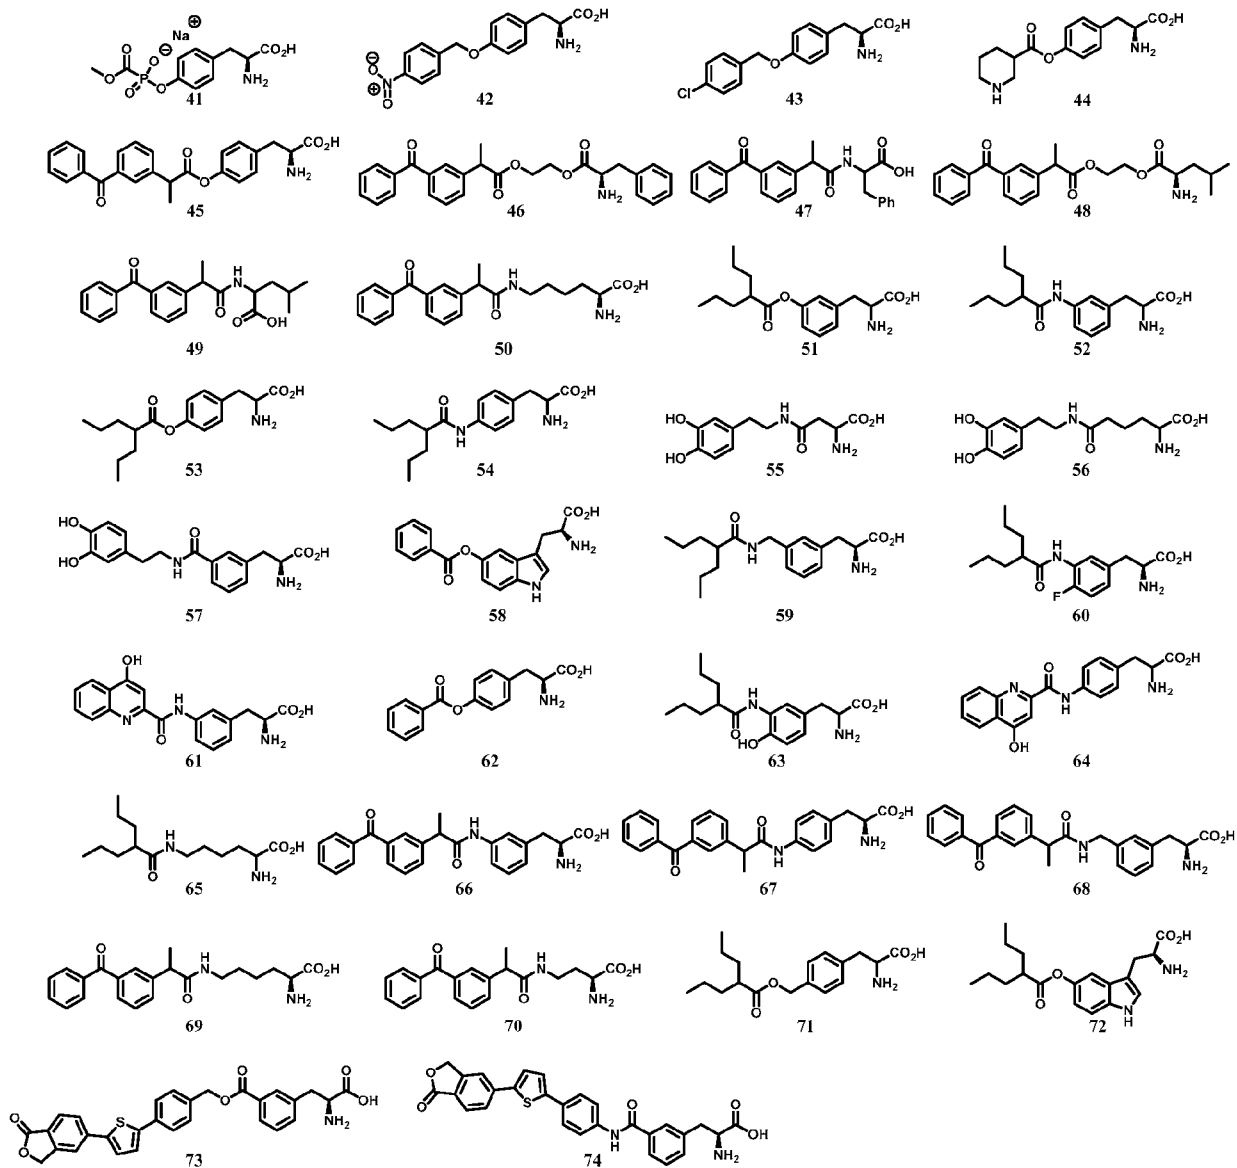 ⊕
Na
⊖
O O
O
P
O O
CO₂H
NH₂
41
⊖
O N O
⊕
O
CO₂H
NH₂
42
Cl
O
CO₂H
NH₂
43
O
O
N
H
CO₂H
NH₂
44
O
O
O
CO₂H
NH₂
45
O
O
O
O
O
NH₂
46
O
H
N
O
O
OH
Ph
47
O
O
O
O
O
NH₂
48
O
H
N
O
O OH
49
O
H
N
O
CO₂H
NH₂
50
O
O
CO₂H
NH₂
51
H
N
O
CO₂H
NH₂
52
O
O
CO₂H
NH₂
53
O
N
H
CO₂H
NH₂
54
HO
HO
H
N
O
CO₂H
NH₂
55
HO
HO
H
N
O
CO₂H
NH₂
56
HO
HO
N
H
O
CO₂H
NH₂
57
O
O
N
H
CO₂H
NH₂
58
O
N
H
CO₂H
NH₂
59
H
N
O
F
CO₂H
NH₂
60
OH
N
H
N
O
CO₂H
NH₂
61
O
O
CO₂H
NH₂
62
H
N
O
HO
CO₂H
NH₂
63
N
OH
O
N
H
CO₂H
NH₂
64
H
N
O
CO₂H
NH₂
65
O
H
N
O
CO₂H
NH₂
66
O
O
N
H
CO₂H
NH₂
67
O
O
N
H
CO₂H
NH₂
68
O
H
N
O
CO₂H
NH₂
69
O
H
N
O
CO₂H
NH₂
70
O
O
CO₂H
NH₂
71
O
O
N
H
CO₂H
NH₂
72
O
O
S
O
O
O
OH
NH₂
73
O
O
S
N
H
O
O
OH
NH₂
74